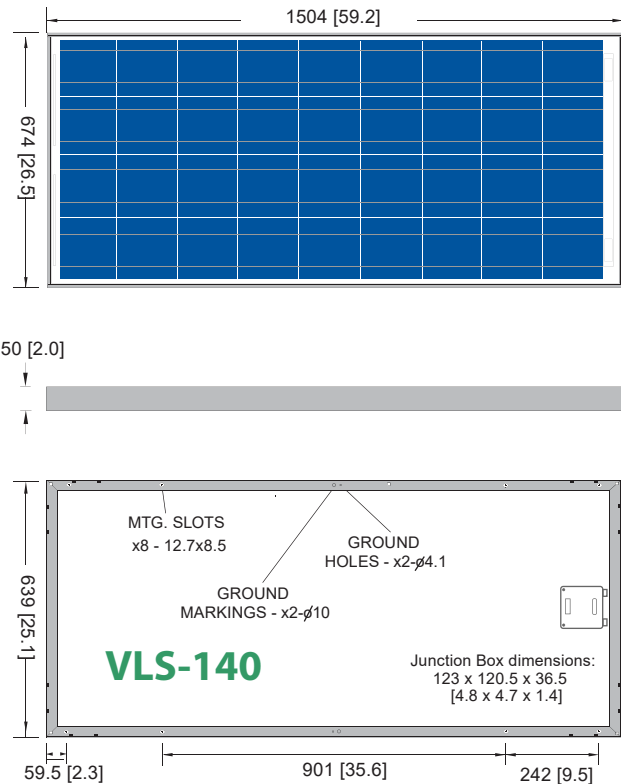 1504 [59.2]
674 [26.5]
50 [2.0]
MTG. SLOTS
x8 - 12.7x8.5
GROUND
HOLES - x2-ø4.1
GROUND
MARKINGS - x2-ø10
639 [25.1]
VLS-140
Junction Box dimensions:
123 x 120.5 x 36.5
[4.8 x 4.7 x 1.4]
59.5 [2.3]
901 [35.6]
242 [9.5]